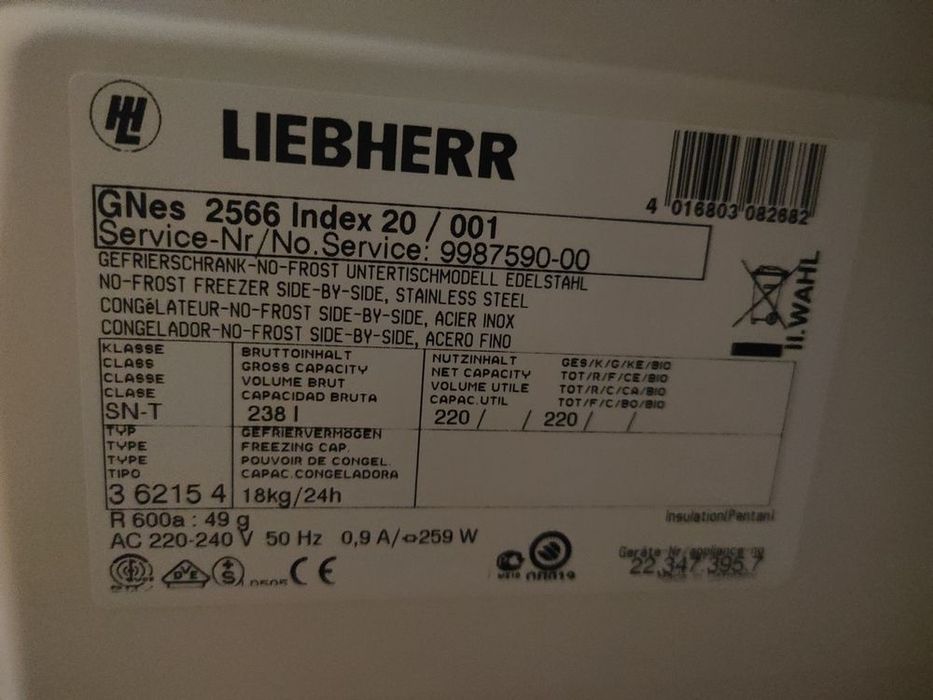 LIEBHERR
4 016803 082682
GNes 2566 Index 20 / 001
Service-Nr/No.Service: 9987590-00
GEFRIERSCHRANK-NO-FROST UNTERTISCHMODELL EDELSTAHL
NO-FROST FREEZER SIDE-BY-SIDE, STAINLESS STEEL
CONGéLATEUR-NO-FROST SIDE-BY-SIDE, ACIER INOX
CONGELADOR-NO-FROST SIDE-BY-SIDE, ACERO FINO
II.WAHL
KLASSE
CLASS
CLASSE
CLASE
SN-T
BRUTTOINHALT
GROSS CAPACITY
VOLUME BRUT
CAPACIDAD BRUTA
238 l
NUTZINHALT GES/K/G/KE/BIO
NET CAPACITY TOT/R/F/CE/BIO
VOLUME UTILE TOT/R/C/CA/BIO
CAPAC.UTIL TOT/F/C/BO/BIO
220 / / 220 / /
TYP
TYPE
TYPE
TIPO
3 6215 4
GEFRIERVERMÖGEN
FREEZING CAP.
POUVOIR DE CONGEL.
CAPAC.CONGELADORA
18kg/24h
R 600a : 49 g
Insulation(Pentan)
AC 220-240 V 50 Hz 0,9 A/ 259 W
DVE
S
CE
Geräte-Nr./appliance-no
22.347.395.7